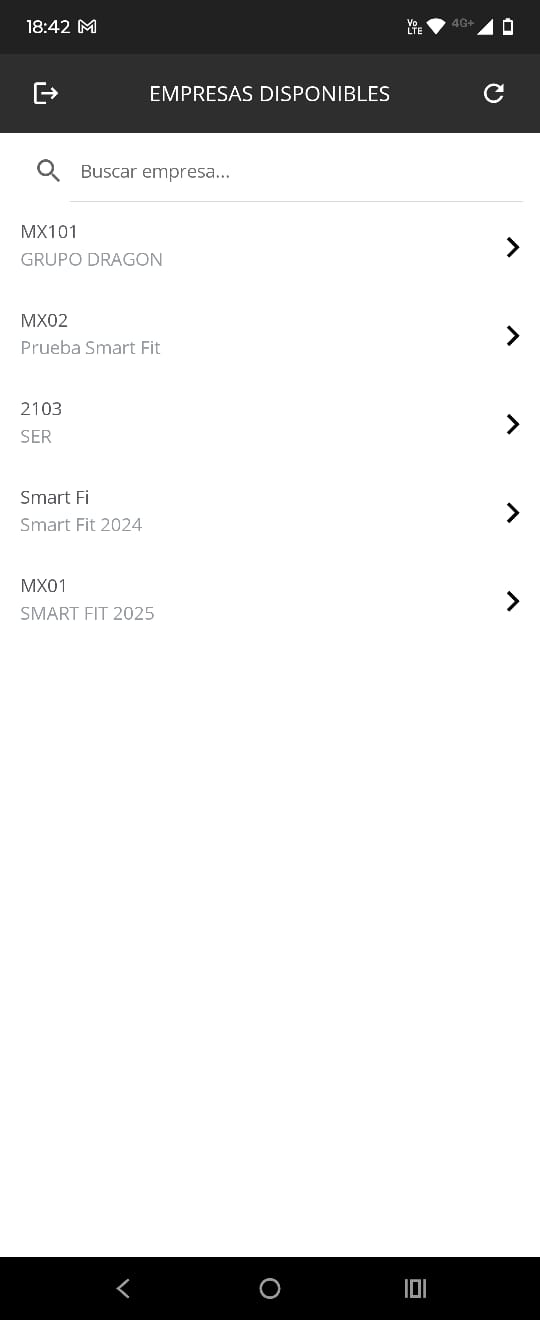 18:42
Vo
LTE
4G+
EMPRESAS DISPONIBLES
Buscar empresa...
MX101
GRUPO DRAGON
MX02
Prueba Smart Fit
2103
SER
Smart Fi
Smart Fit 2024
MX01
SMART FIT 2025